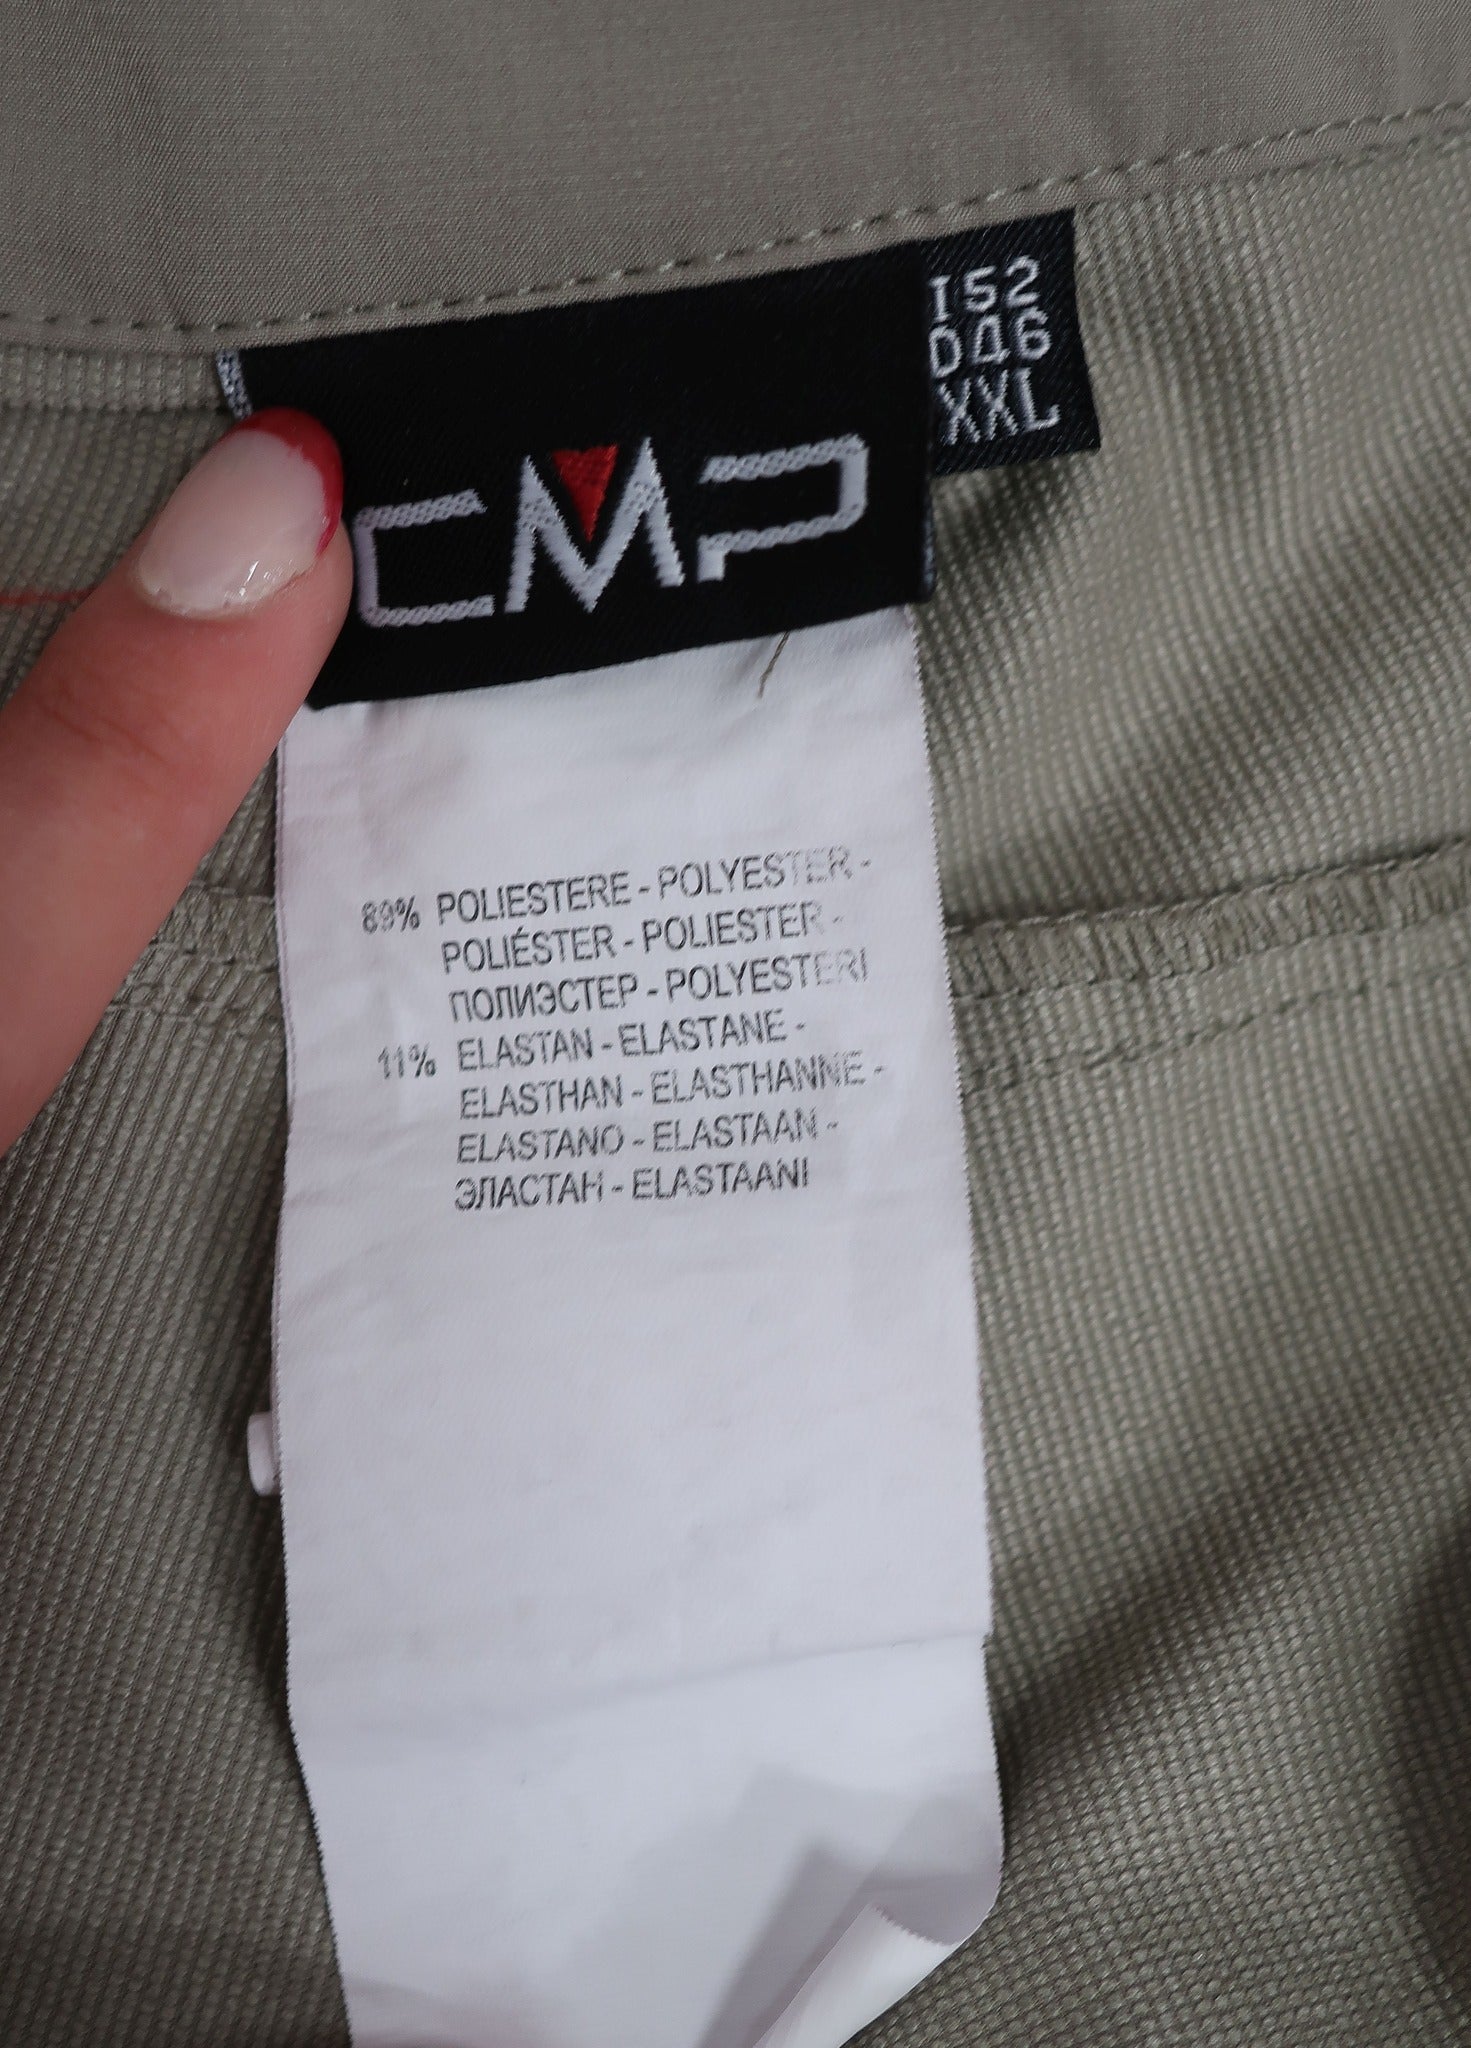 I 52
D 46
XXL
CMP
89% POLIESTERE - POLYESTER -
POLIÉSTER - POLIESTER -
ПОЛИЭСТЕР - POLYESTERI
11% ELASTAN - ELASTANE -
ELASTHAN - ELASTHANNE -
ELASTANO - ELASTAAN -
ЭЛАСТАН - ELASTAANI